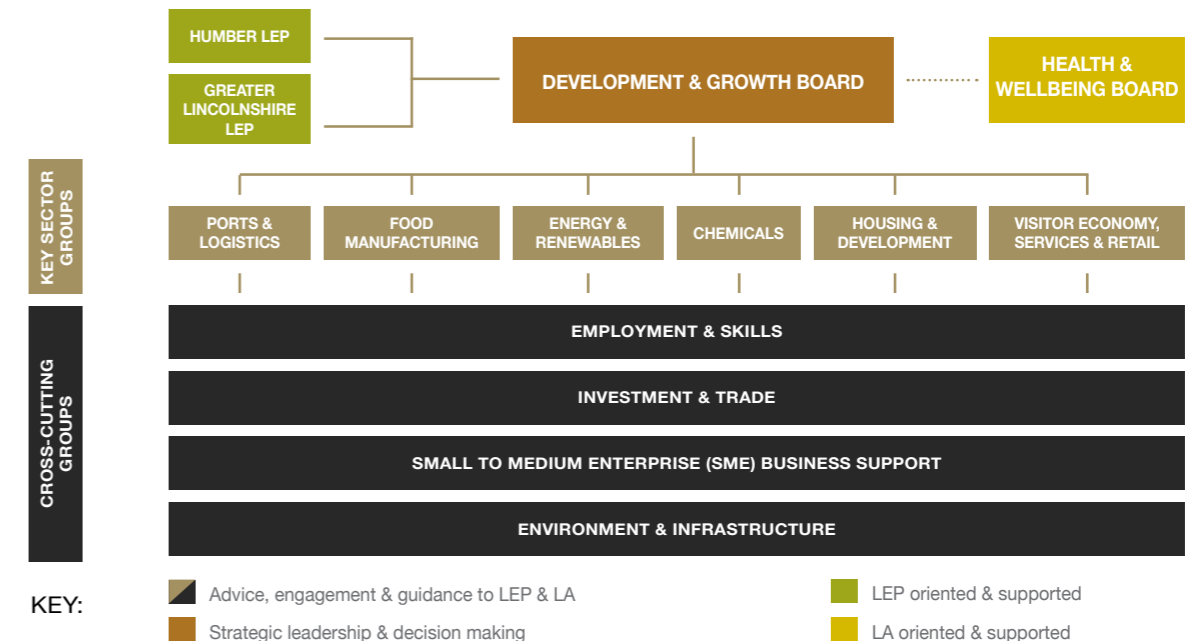 HUMBER LEP
GREATER
LINCOLNSHIRE
LEP
DEVELOPMENT & GROWTH BOARD
HEALTH &
WELLBEING BOARD
KEY SECTOR
GROUPS
PORTS &
LOGISTICS
FOOD
MANUFACTURING
ENERGY &
RENEWABLES
CHEMICALS
HOUSING &
DEVELOPMENT
VISITOR ECONOMY,
SERVICES & RETAIL
CROSS-CUTTING
GROUPS
EMPLOYMENT & SKILLS
INVESTMENT & TRADE
SMALL TO MEDIUM ENTERPRISE (SME) BUSINESS SUPPORT
ENVIRONMENT & INFRASTRUCTURE
KEY:
Advice, engagement & guidance to LEP & LA
Strategic leadership & decision making
LEP oriented & supported
LA oriented & supported